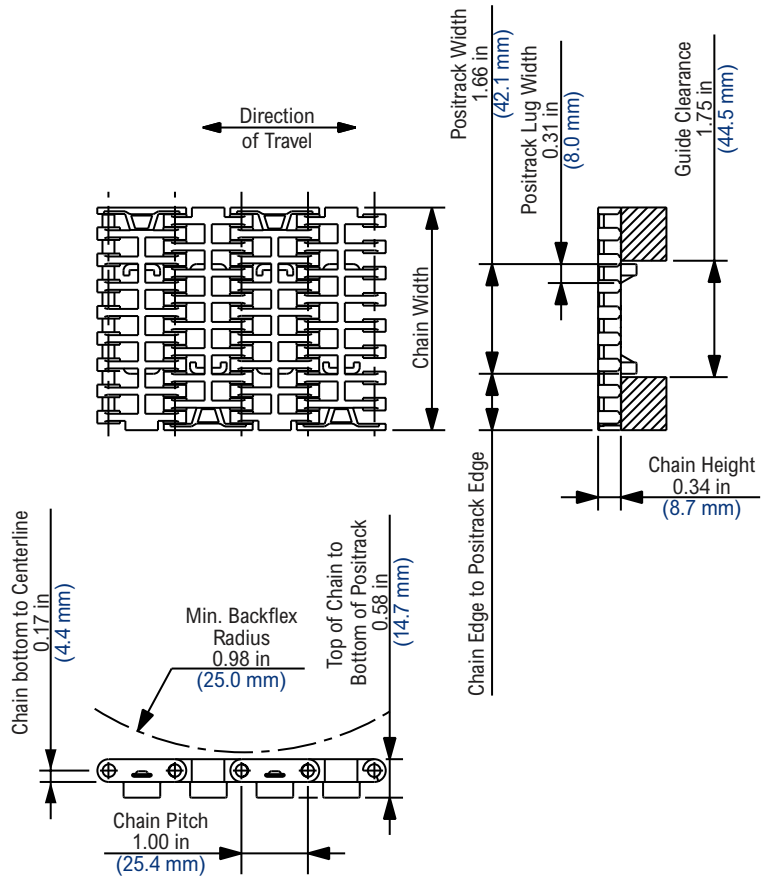 Direction
of Travel
Positrack Width
1.66 in
(42.1 mm)
Positrack Lug Width
0.31 in
(8.0 mm)
Guide Clearance
1.75 in
(44.5 mm)
Chain Width
Chain Edge to Positrack Edge
Chain Height
0.34 in
(8.7 mm)
Chain bottom to Centerline
0.17 in
(4.4 mm)
Min. Backflex
Radius
0.98 in
(25.0 mm)
Top of Chain to
Bottom of Positrack
0.58 in
(14.7 mm)
Chain Pitch
1.00 in
(25.4 mm)